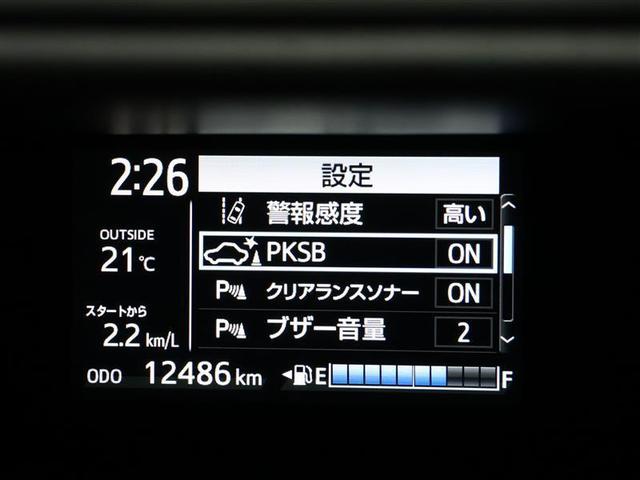 2:26
設定
警報感度 高い
OUTSIDE
21℃
PKSB ON
P クリアランスソナー ON
スタートから
2.2 km/L
P ブザー音量 2
ODO 12486 km
E F